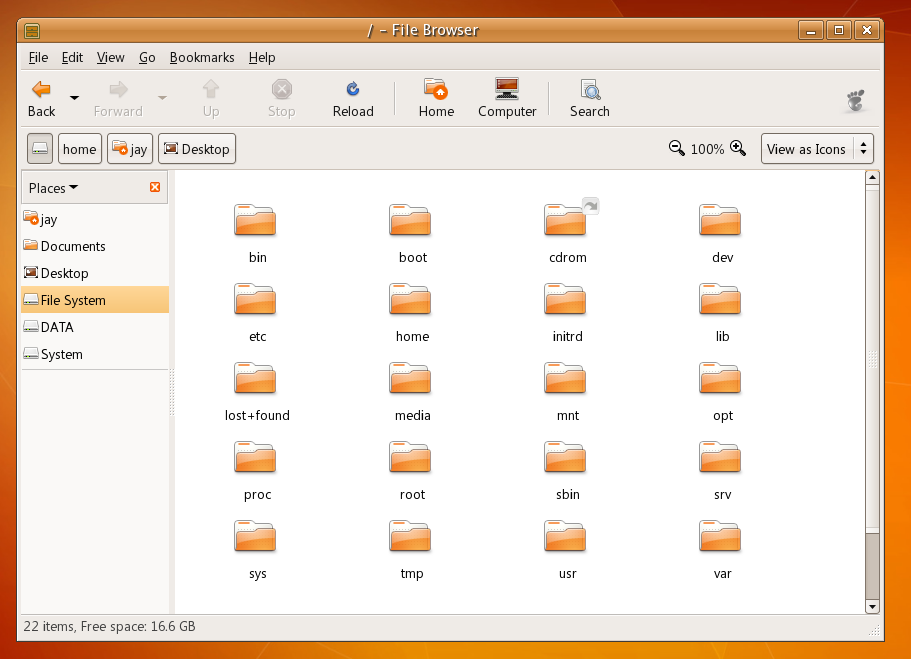 / - File Browser
File Edit View Go Bookmarks Help
Back Forward Up Stop Reload Home Computer Search
home jay Desktop 100% View as Icons
Places
jay
Documents
Desktop
File System
DATA
System
bin boot cdrom dev
etc home initrd lib
lost+found media mnt opt
proc root sbin srv
sys tmp usr var
22 items, Free space: 16.6 GB